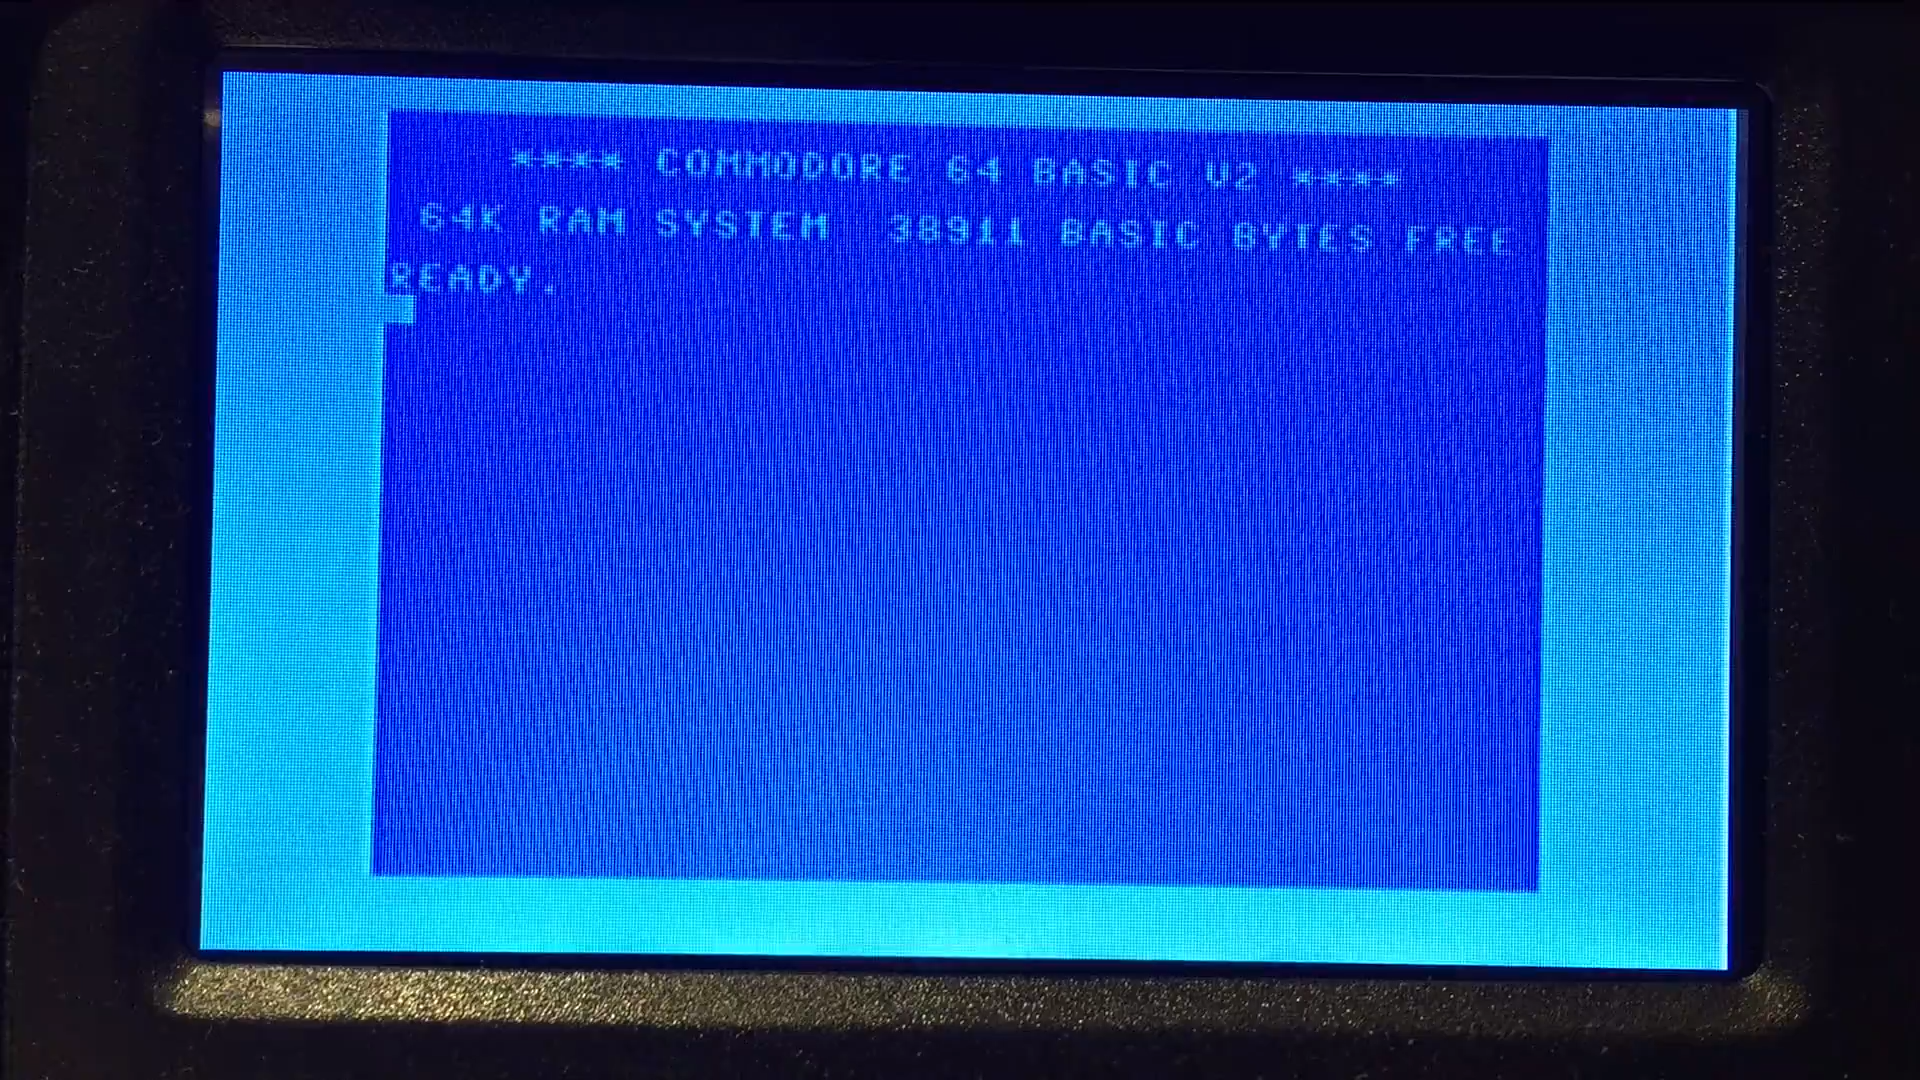 **** COMMODORE 64 BASIC V2 ****
64K RAM SYSTEM  38911 BASIC BYTES FREE
READY.